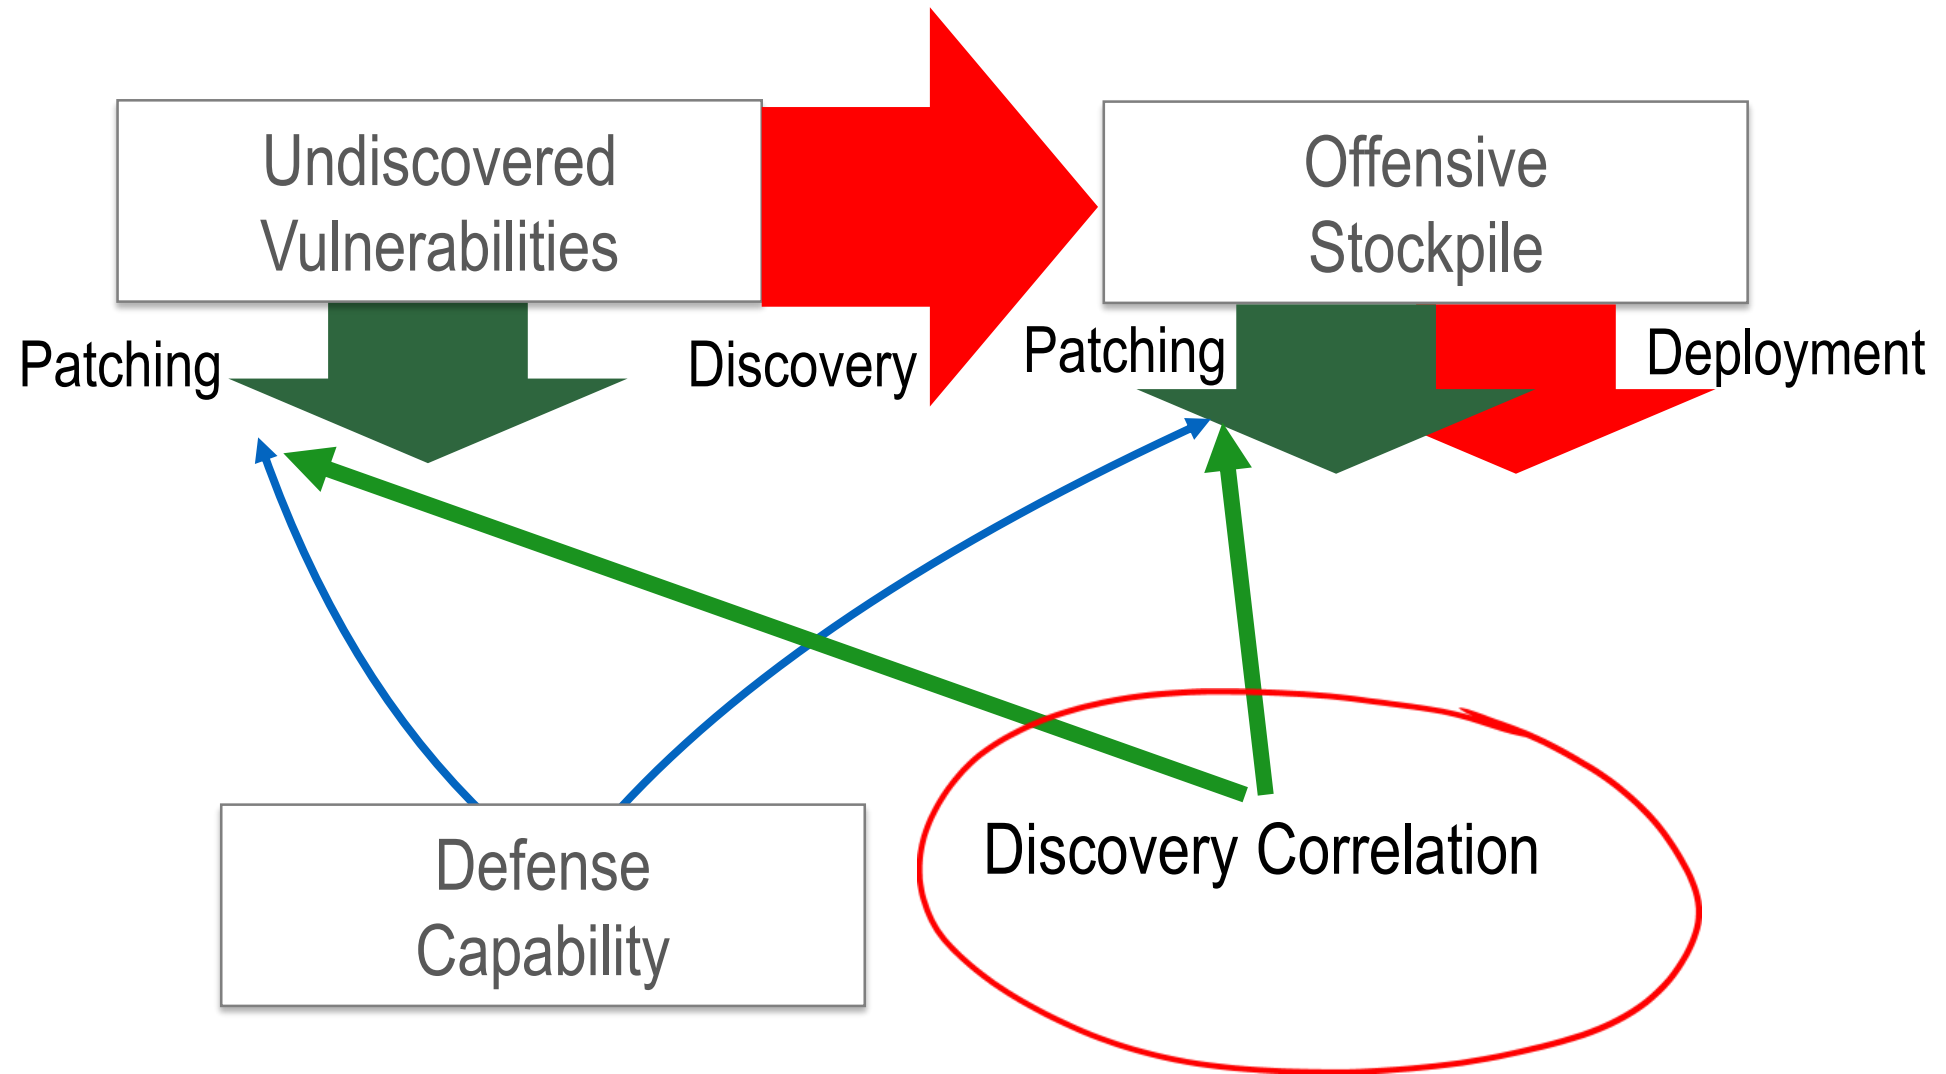 Undiscovered
Vulnerabilities
Offensive
Stockpile
Patching
Discovery
Patching
Deployment
Defense
Capability
Discovery Correlation